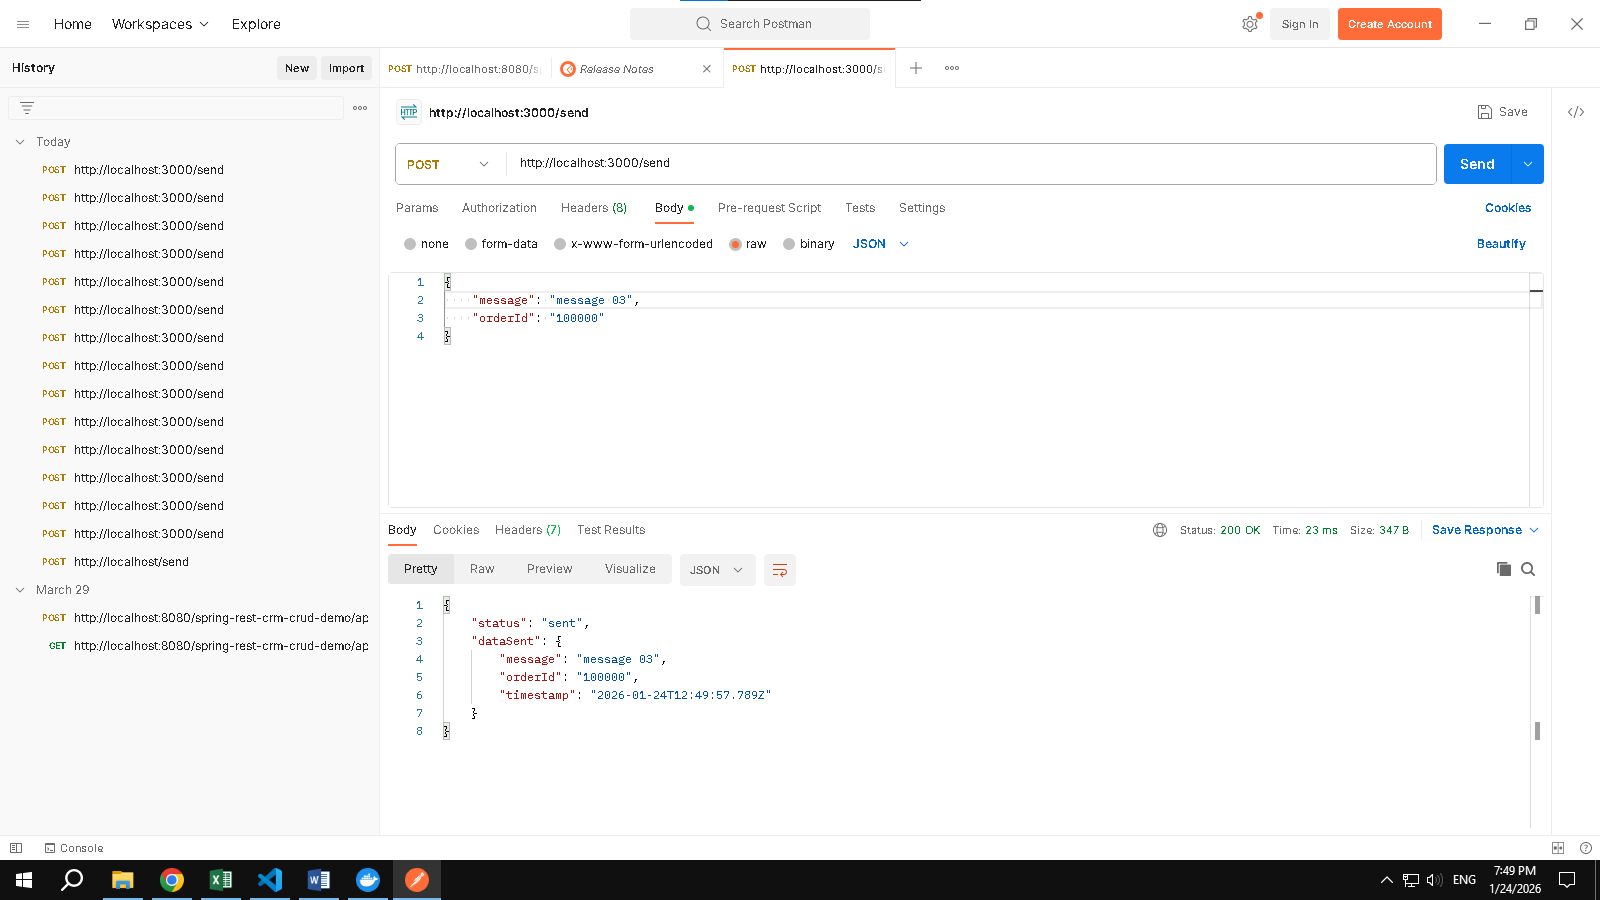 Home Workspaces Explore Search Postman Sign In Create Account
History New Import
POST http://localhost:8080/s Release Notes POST http://localhost:3000/s
HTTP http://localhost:3000/send Save
Today
POST http://localhost:3000/send
POST http://localhost:3000/send
POST http://localhost:3000/send
POST http://localhost:3000/send
POST http://localhost:3000/send
POST http://localhost:3000/send
POST http://localhost:3000/send
POST http://localhost:3000/send
POST http://localhost:3000/send
POST http://localhost:3000/send
POST http://localhost:3000/send
POST http://localhost:3000/send
POST http://localhost:3000/send
POST http://localhost:3000/send
POST http://localhost/send
March 29
POST http://localhost:8080/spring-rest-crm-crud-demo/ap
GET http://localhost:8080/spring-rest-crm-crud-demo/ap
POST http://localhost:3000/send Send
Params Authorization Headers (8) Body Pre-request Script Tests Settings Cookies
none form-data x-www-form-urlencoded raw binary JSON Beautify
1 {
2 "message": "message 03",
3 "orderId": "100000"
4 }
Body Cookies Headers (7) Test Results Status: 200 OK Time: 23 ms Size: 347 B Save Response
Pretty Raw Preview Visualize JSON
1 {
2 "status": "sent",
3 "dataSent": {
4 "message": "message 03",
5 "orderId": "100000",
6 "timestamp": "2026-01-24T12:49:57.789Z"
7 }
8 }
Console
ENG 7:49 PM
1/24/2026